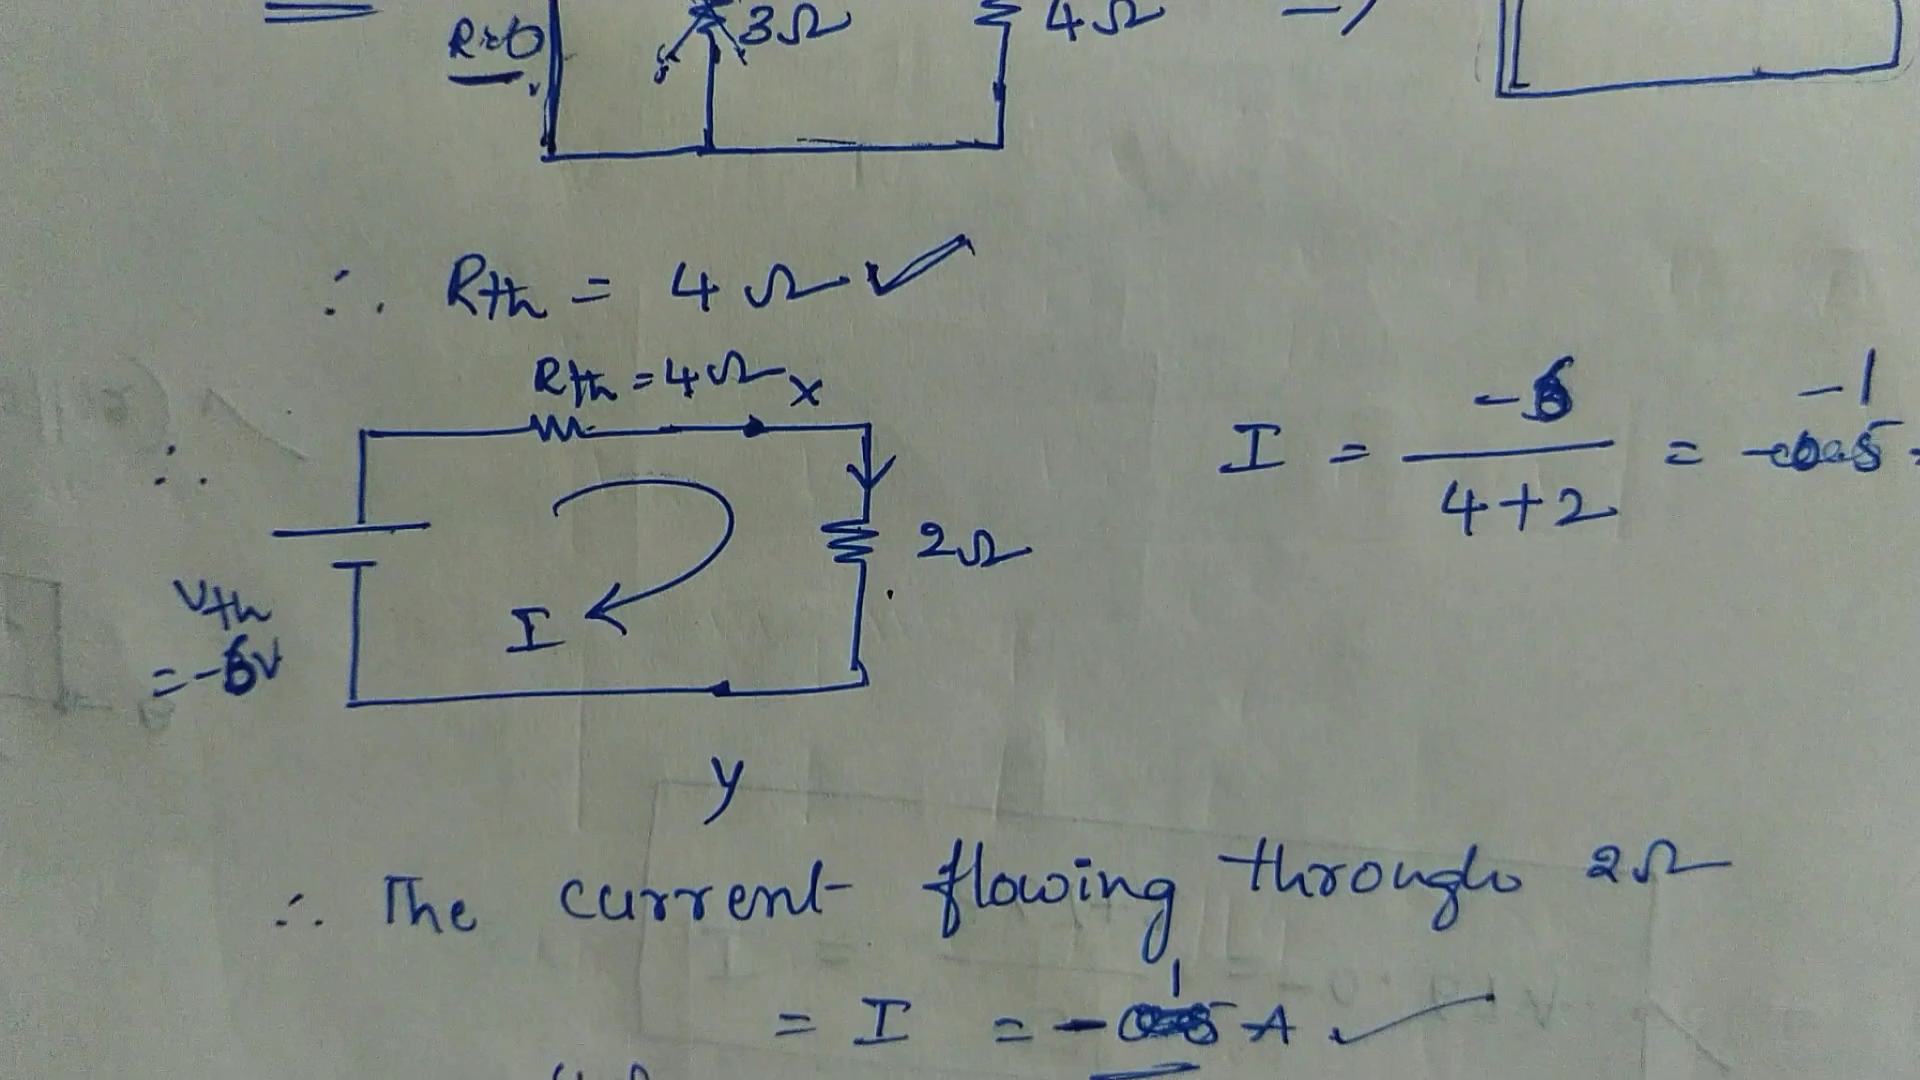 R=0 3Ω 4Ω →
∴ Rth = 4Ω ✓
Rth = 4Ω x
∴
I = -6 / 4+2 = -1
2Ω
Vth
= -6V
I
y
∴ The current flowing through 2Ω
= I = -1 A ✓